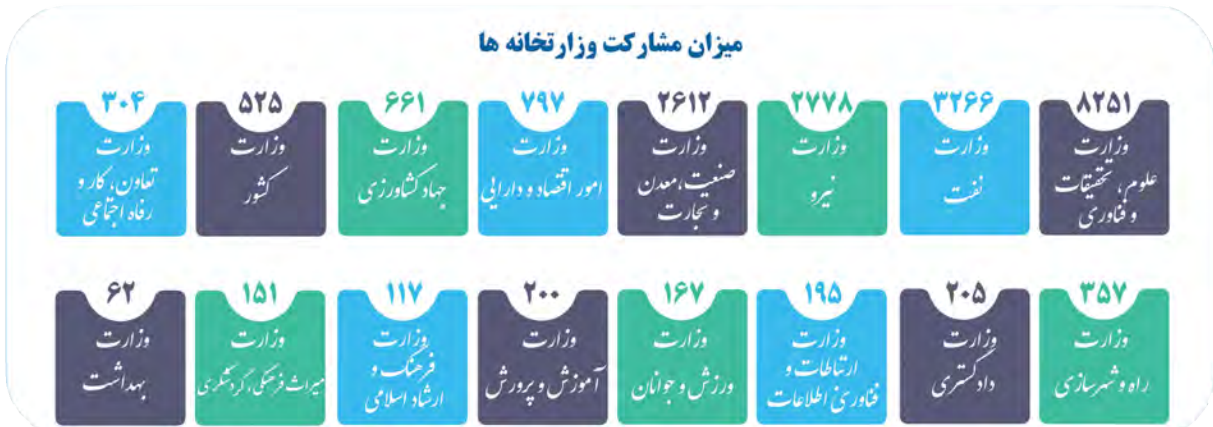 میزان مشارکت وزارتخانه ها
۸۲۵۱
وزارت
علوم، تحقیقات
و فناوری
۳۲۶۶
وزارت
نفت
۲۷۷۸
وزارت
نیرو
۲۶۱۲
وزارت
صنعت، معدن
و تجارت
۷۹۷
وزارت
امور اقتصاد و دارایی
۶۶۱
وزارت
جهاد کشاورزی
۵۲۵
وزارت
کشور
۳۰۴
وزارت
تعاون، کار و
رفاه اجتماعی
۳۵۷
وزارت
راه و شهرسازی
۲۰۵
وزارت
دادگستری
۱۹۵
وزارت
ارتباطات و
فناوری اطلاعات
۱۶۷
وزارت
ورزش و جوانان
۲۰۰
وزارت
آموزش و پرورش
۱۱۷
وزارت
فرهنگ و
ارشاد اسلامی
۱۵۱
وزارت
میراث فرهنگی، گردشگری
۶۲
وزارت
بهداشت